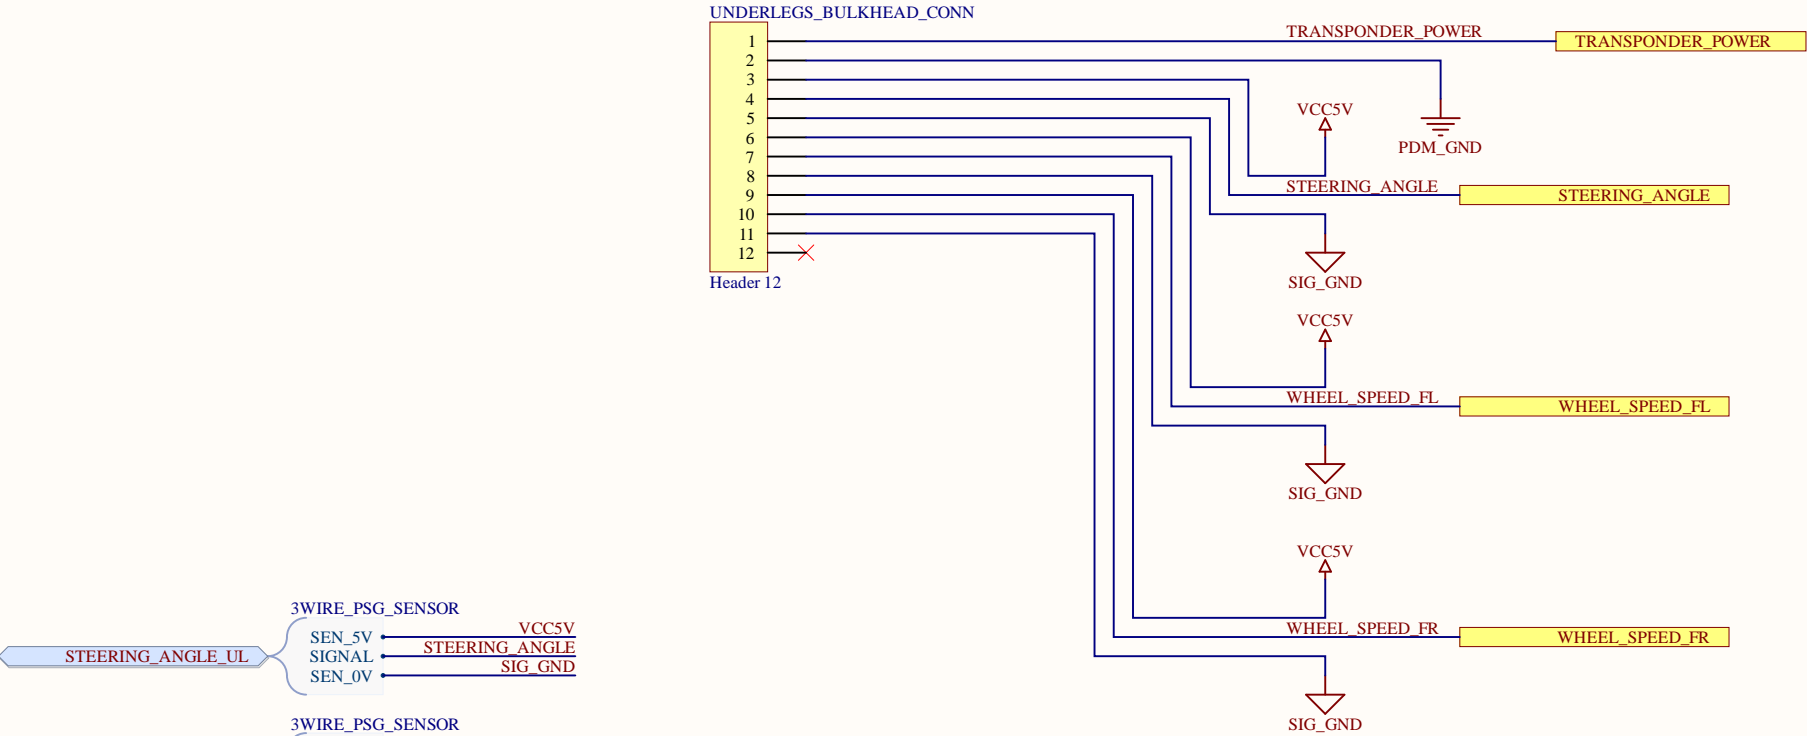 UNDERLEGS_BULKHEAD_CONN
1
2
3
4
5
6
7
8
9
10
11
12
Header 12
TRANSPONDER_POWER
TRANSPONDER_POWER
VCC5V
PDM_GND
STEERING_ANGLE
STEERING_ANGLE
SIG_GND
VCC5V
WHEEL_SPEED_FL
WHEEL_SPEED_FL
SIG_GND
VCC5V
WHEEL_SPEED_FR
WHEEL_SPEED_FR
SIG_GND
3WIRE_PSG_SENSOR
STEERING_ANGLE_UL
SEN_5V
SIGNAL
SEN_0V
VCC5V
STEERING_ANGLE
SIG_GND
3WIRE_PSG_SENSOR